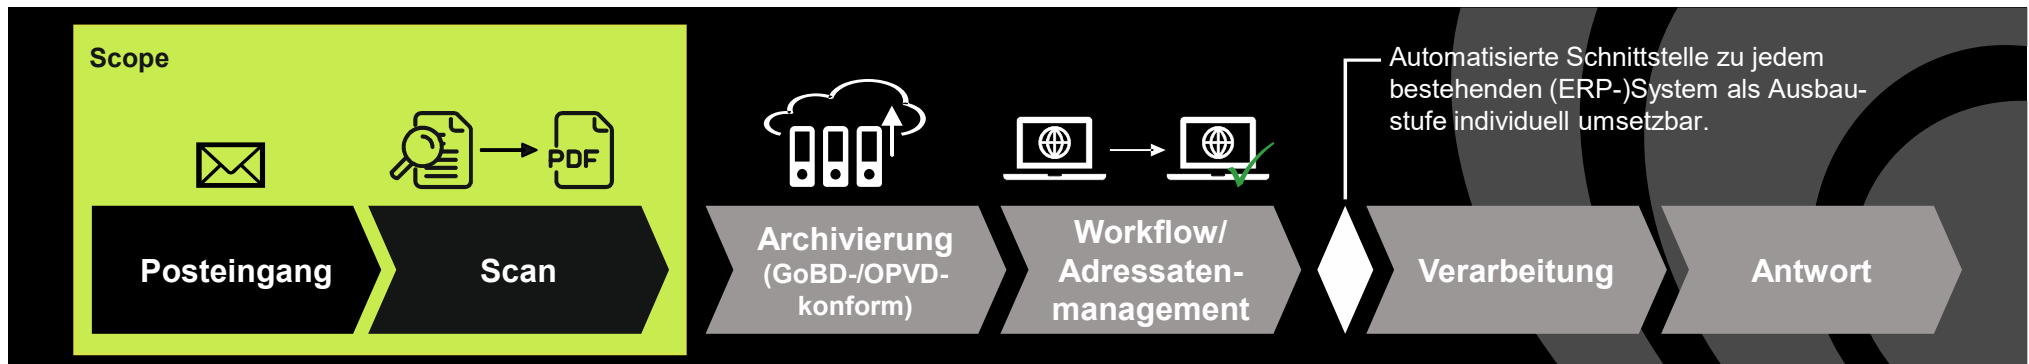 Scope
PDF
Posteingang
Scan
Archivierung
(GoBD-/OPVD-
konform)
Workflow/
Adressaten-
management
Automatisierte Schnittstelle zu jedem
bestehenden (ERP-)System als Ausbau-
stufe individuell umsetzbar.
Verarbeitung
Antwort